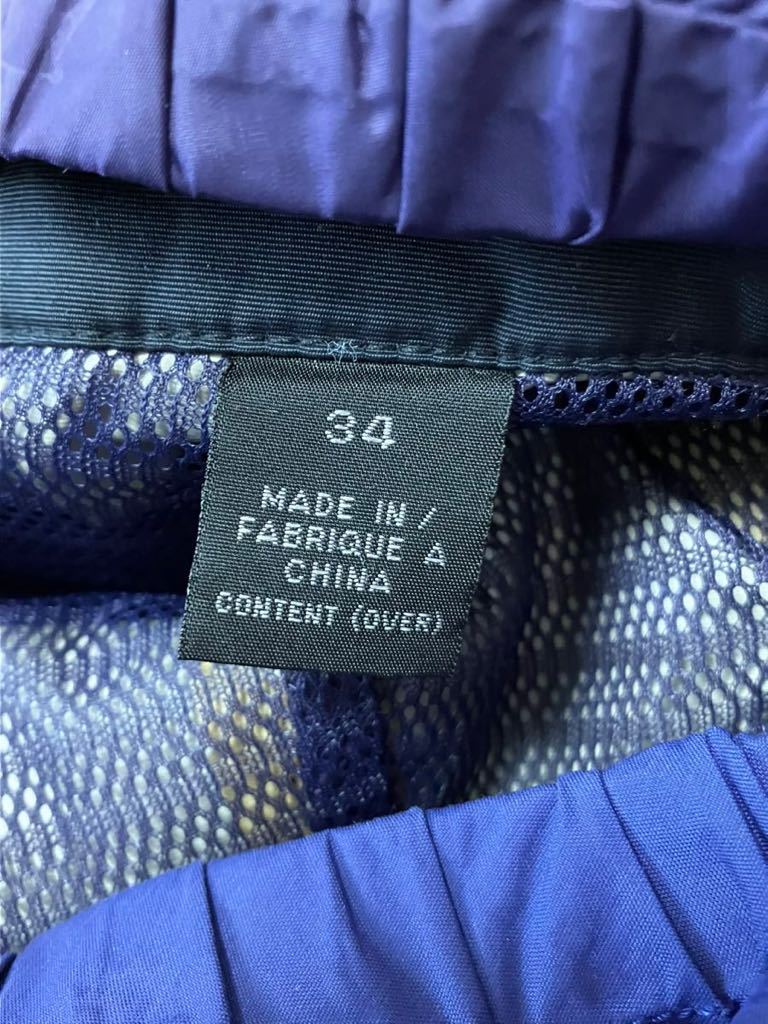 34
MADE IN /
FABRIQUE A
CHINA
CONTENT (OVER)